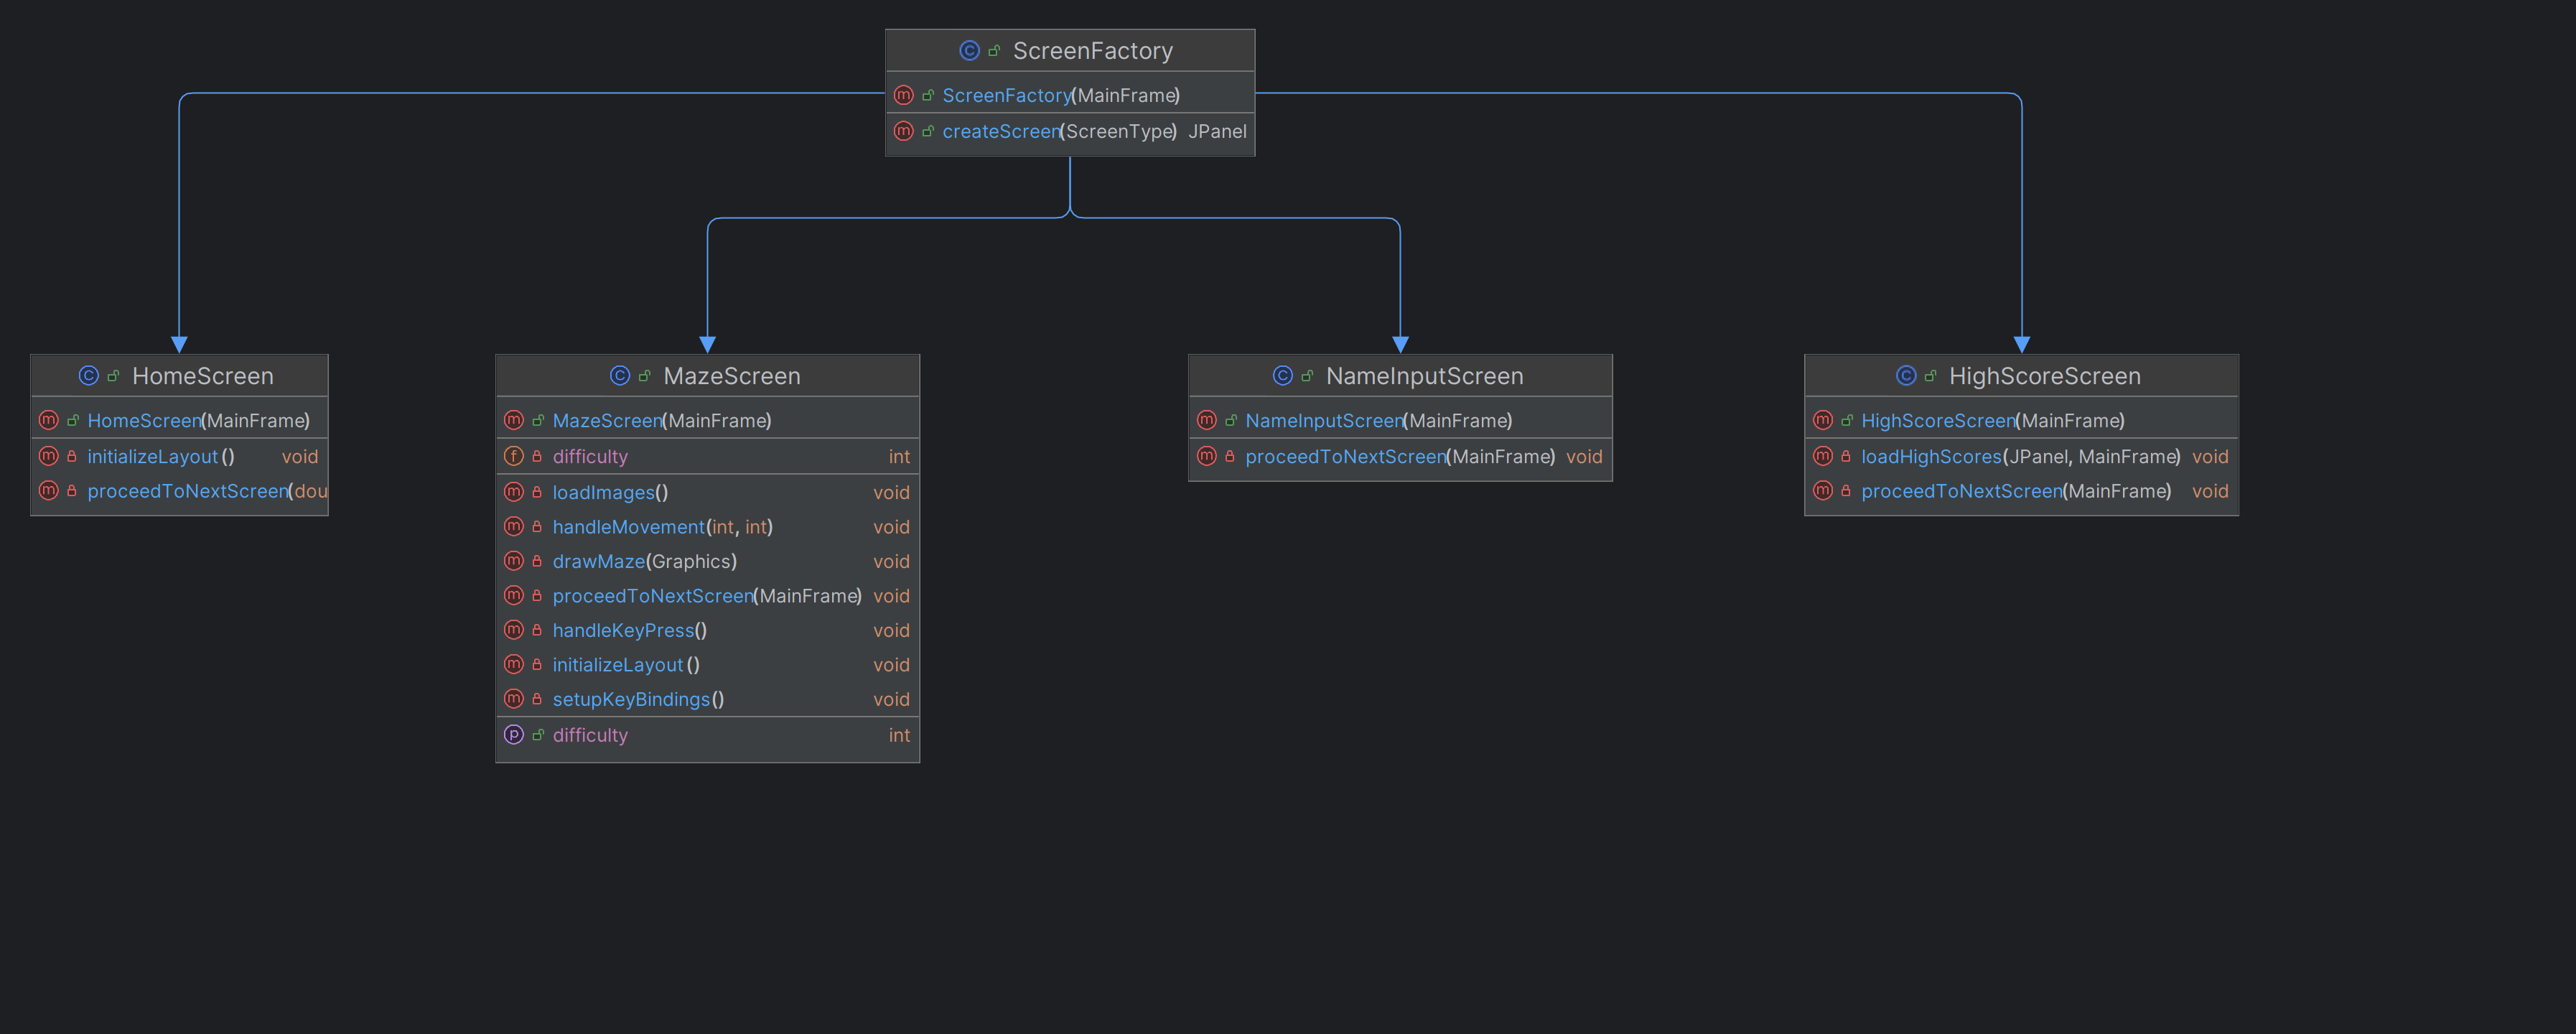 ScreenFactory
ScreenFactory(MainFrame)
createScreen(ScreenType) JPanel
HomeScreen
HomeScreen(MainFrame)
initializeLayout() void
proceedToNextScreen(dou
MazeScreen
MazeScreen(MainFrame)
difficulty int
loadImages() void
handleMovement(int, int) void
drawMaze(Graphics) void
proceedToNextScreen(MainFrame) void
handleKeyPress() void
initializeLayout() void
setupKeyBindings() void
difficulty int
NameInputScreen
NameInputScreen(MainFrame)
proceedToNextScreen(MainFrame) void
HighScoreScreen
HighScoreScreen(MainFrame)
loadHighScores(JPanel, MainFrame) void
proceedToNextScreen(MainFrame) void